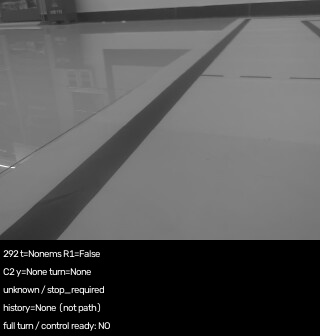 292 t=Nonems R1=False
C2 y=None turn=None
unknown / stop_required
history=None (not path)
full turn / control ready: NO